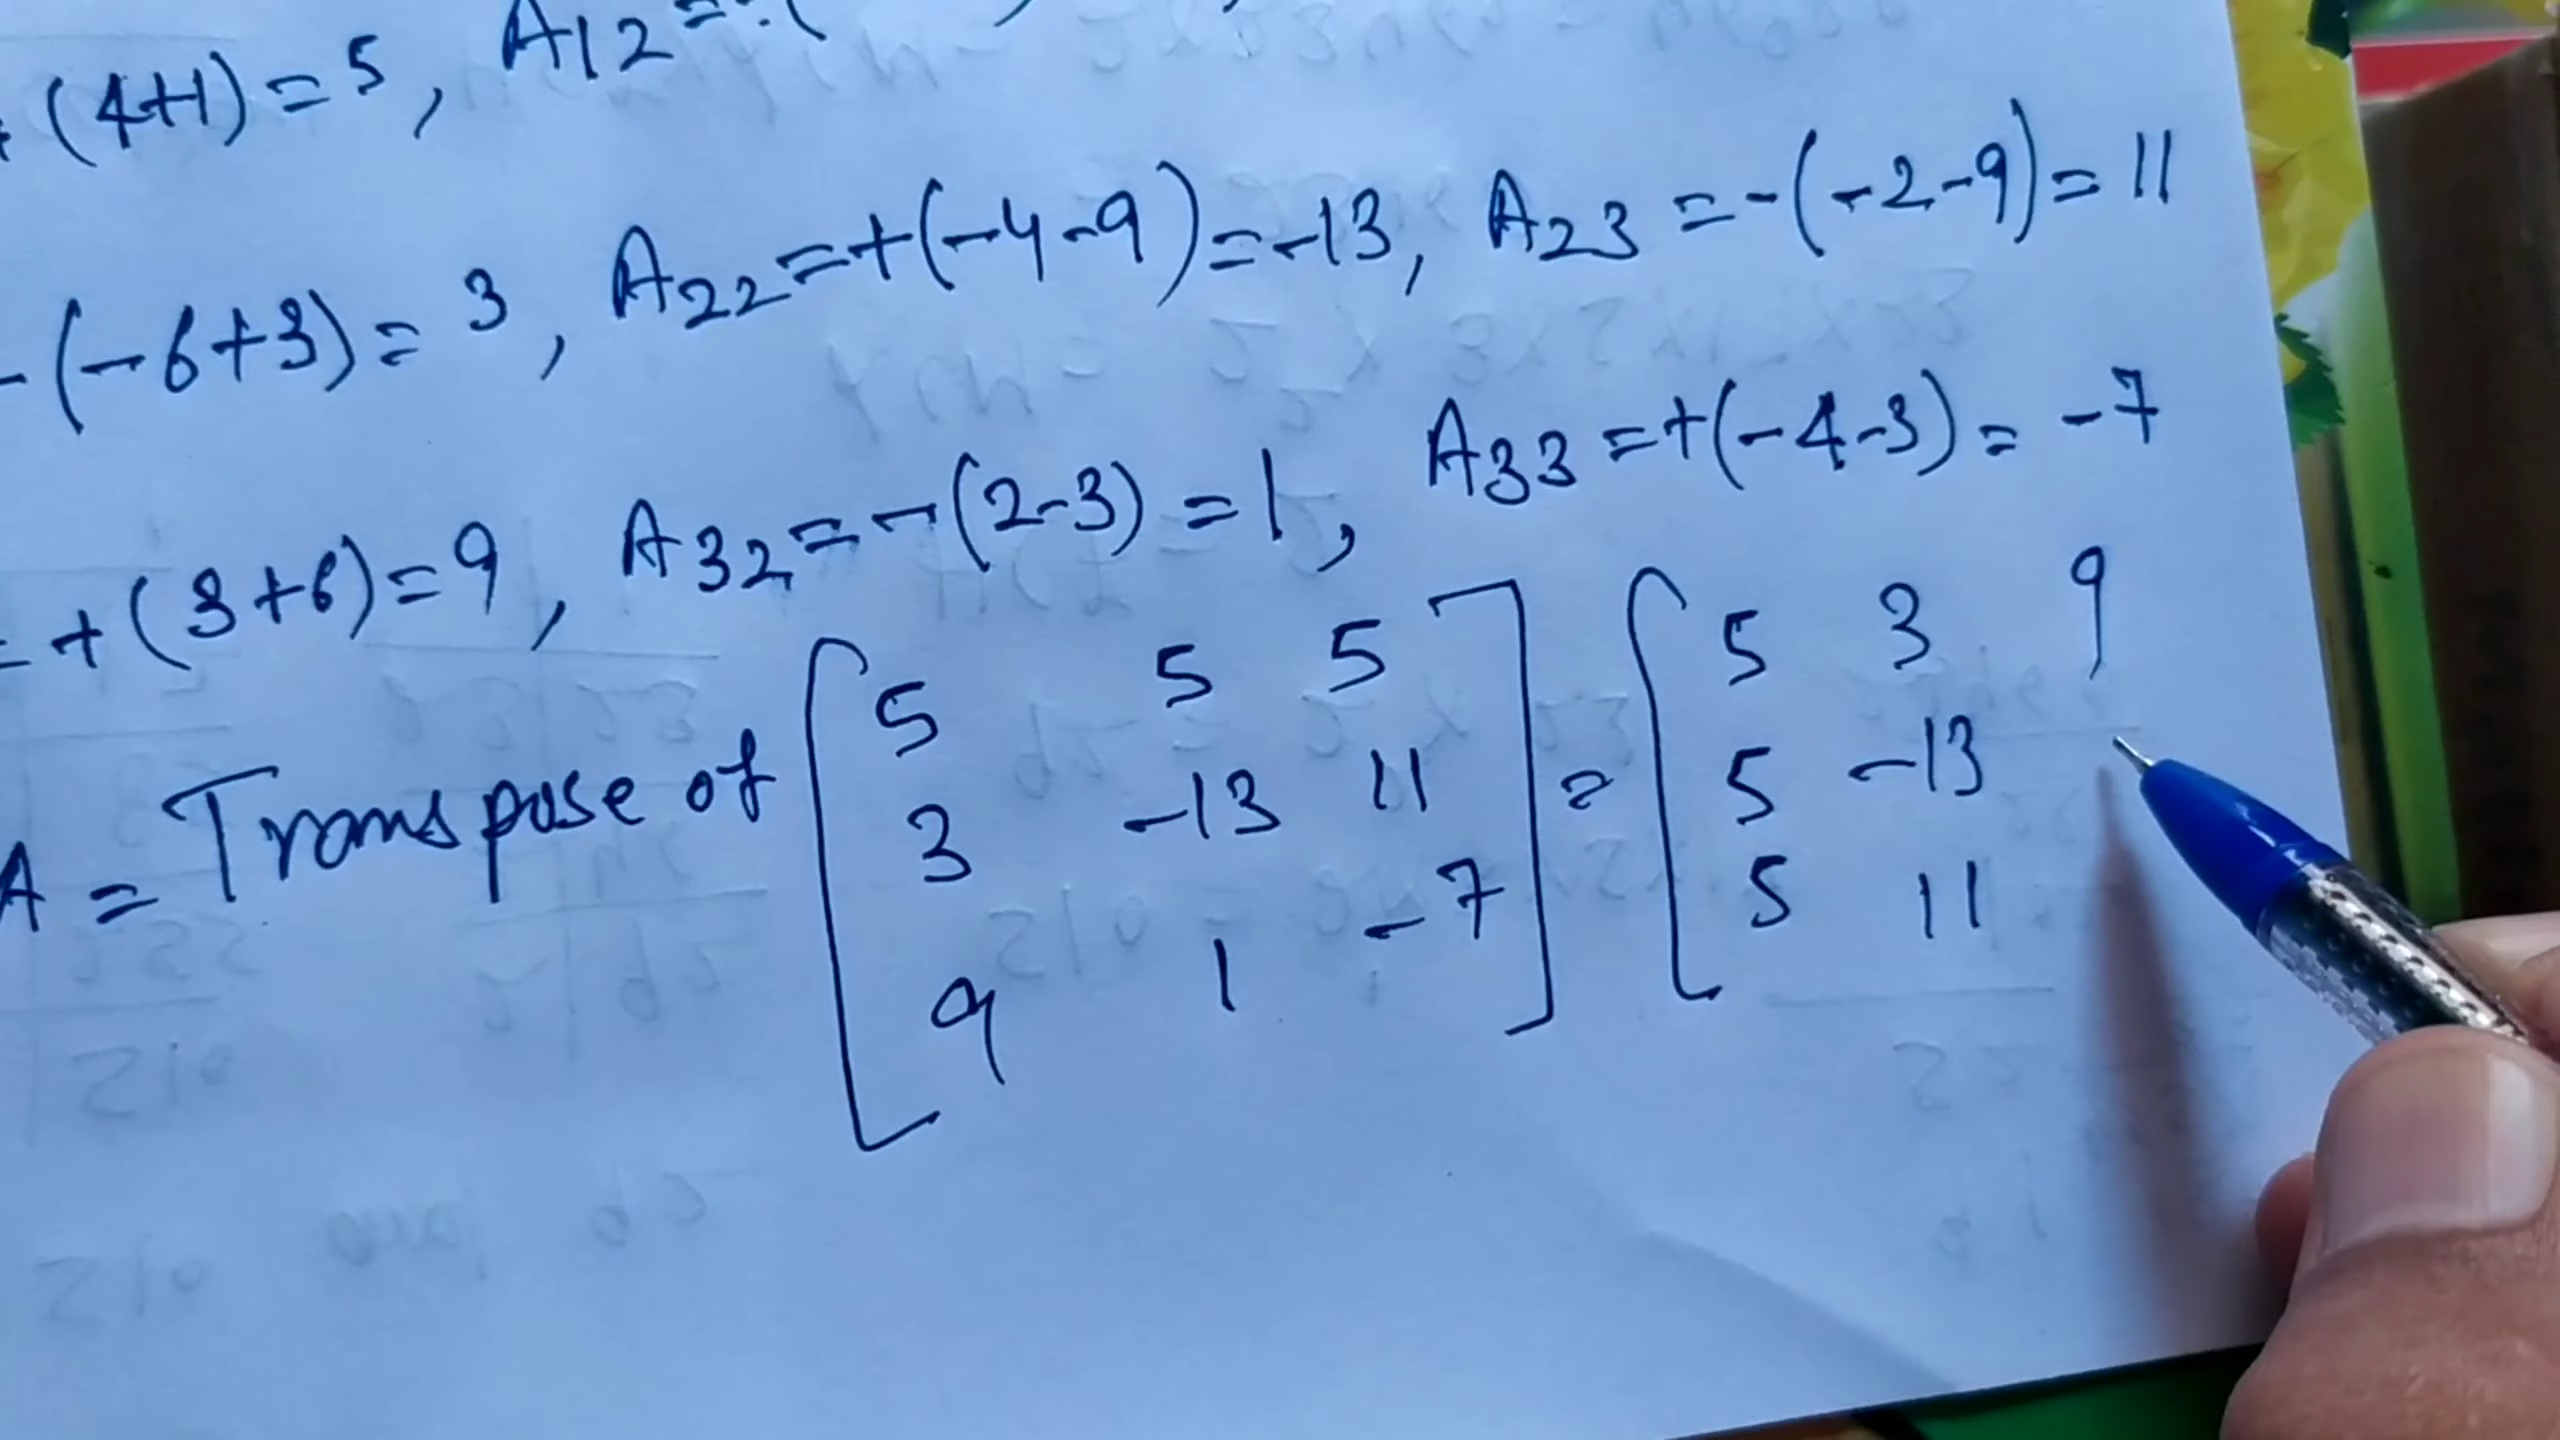 (4+1) = 5, A12 =
-(-6+3) = 3, A22 = +(-4-9) = -13, A23 = -(-2-9) = 11
= +(3+6) = 9, A32 = -(2-3) = 1, A33 = +(-4-3) = -7
A = Transpose of [5 5 5 = [5 3 9
3 -13 11 5 -13
9 1 -7] 5 11